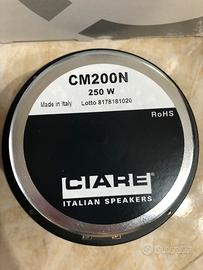 CM200N
250 W
Made in Italy Lotto 8178181020
RoHS
CIARE
ITALIAN SPEAKERS